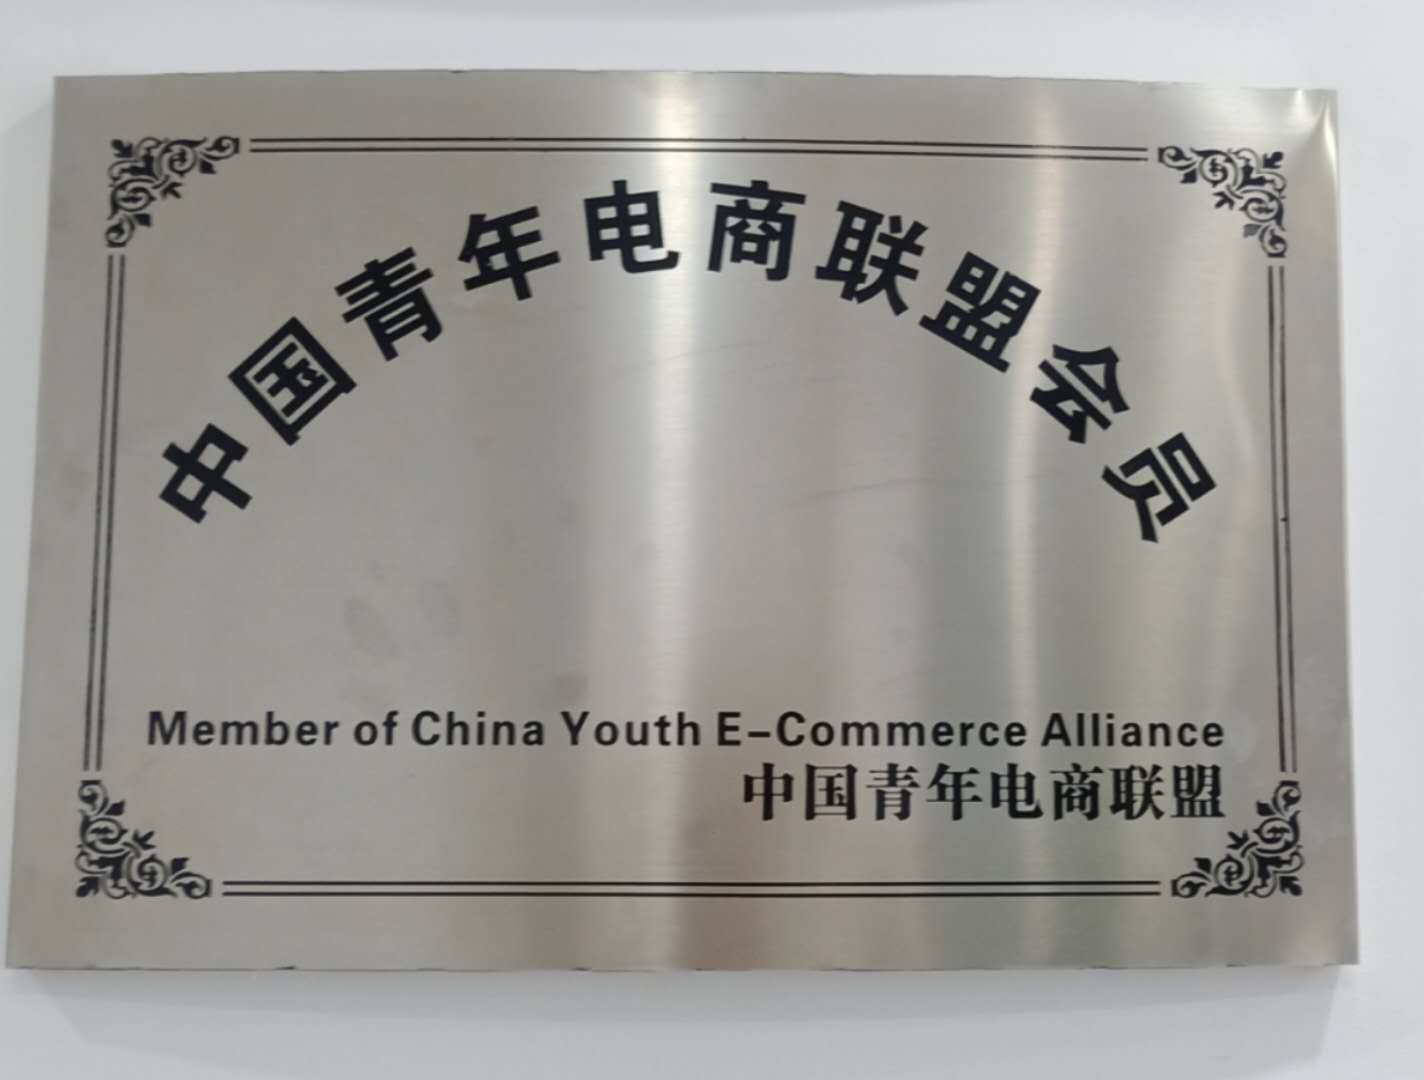 中国青年电商联盟会员
Member of China Youth E-Commerce Alliance
中国青年电商联盟